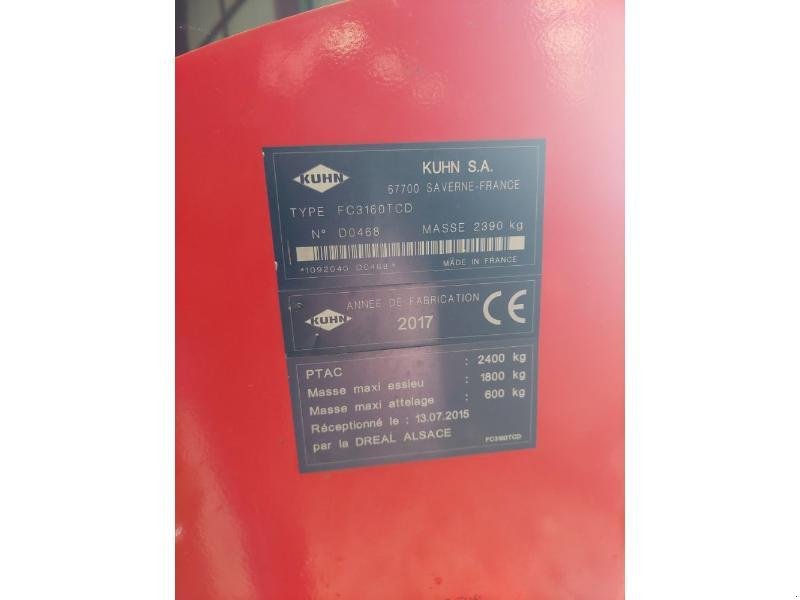 KUHN
KUHN S.A.
67700 SAVERNE-FRANCE
TYPE FC3160TCD
N° D0468 MASSE 2390 kg
*1092040 D0468*
MADE IN FRANCE
KUHN
ANNEE DE FABRICATION
2017
CE
PTAC : 2400 kg
Masse maxi essieu : 1800 kg
Masse maxi attelage : 600 kg
Réceptionné le : 13.07.2015
par la DREAL ALSACE
FC3160TCD